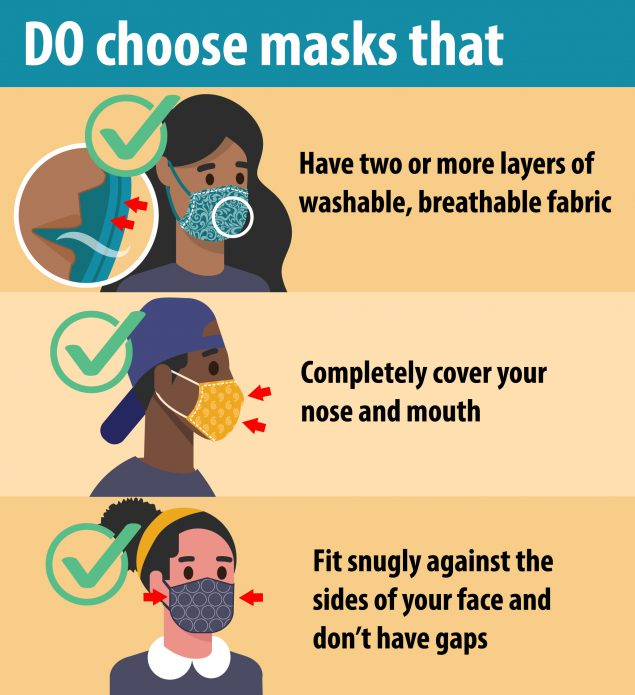 DO choose masks that
Have two or more layers of
washable, breathable fabric
Completely cover your
nose and mouth
Fit snugly against the
sides of your face and
don’t have gaps